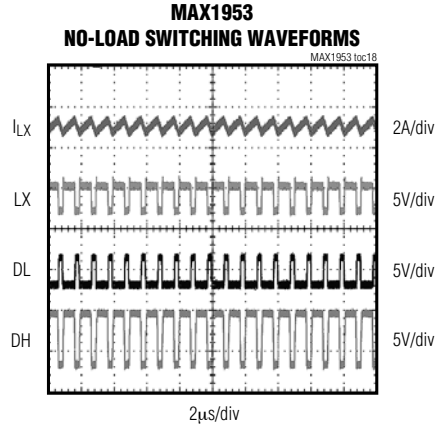 MAX1953
NO-LOAD SWITCHING WAVEFORMS
MAX1953 toc18
ILX 2A/div
LX 5V/div
DL 5V/div
DH 5V/div
2μs/div